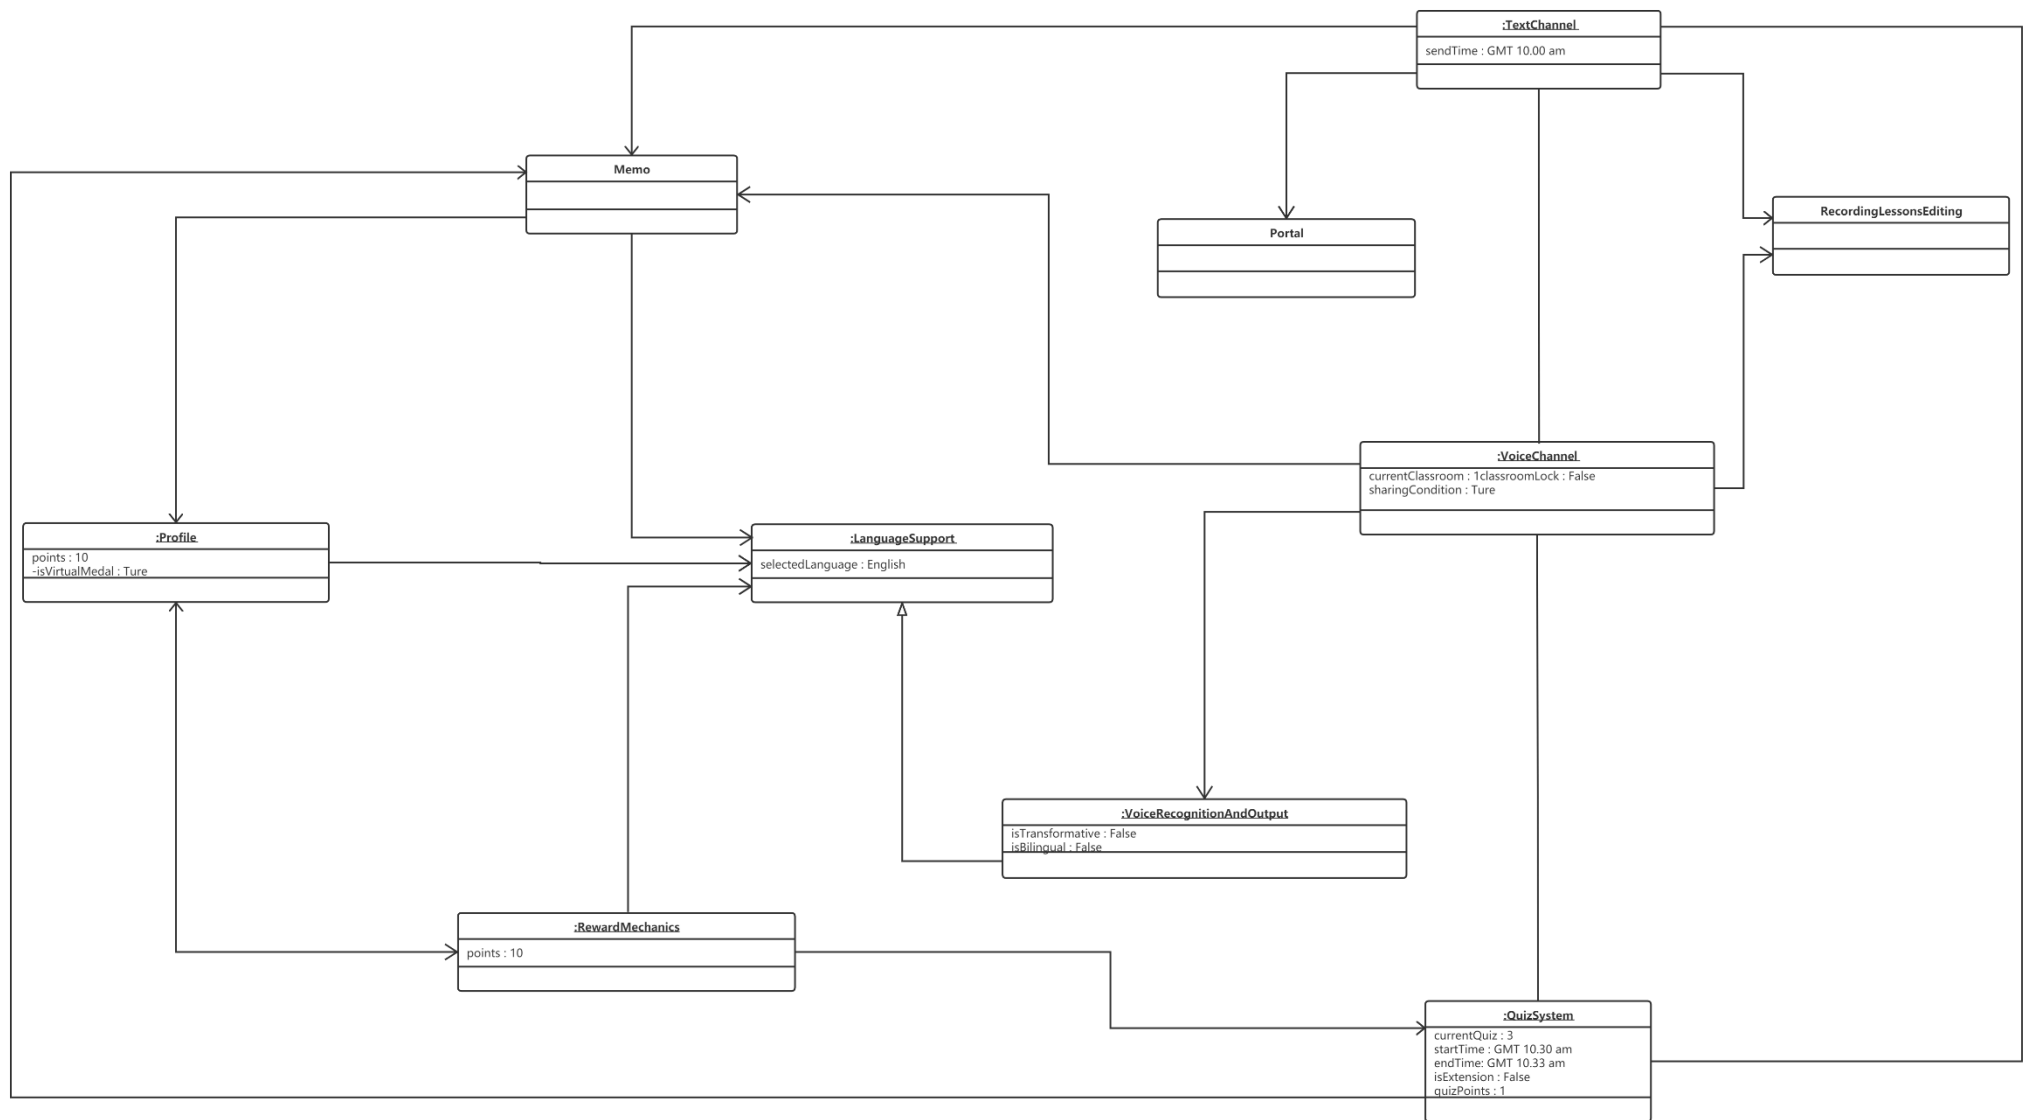 :TextChannel
sendTime : GMT 10.00 am
Memo
RecordingLessonsEditing
Portal
:VoiceChannel
currentClassroom : 1classroomLock : False
sharingCondition : Ture
:Profile
points : 10
-isVirtualMedal : Ture
:LanguageSupport
selectedLanguage : English
:VoiceRecognitionAndOutput
isTransformative : False
isBilingual : False
:RewardMechanics
points : 10
:QuizSystem
currentQuiz : 3
startTime : GMT 10.30 am
endTime: GMT 10.33 am
isExtension : False
quizPoints : 1